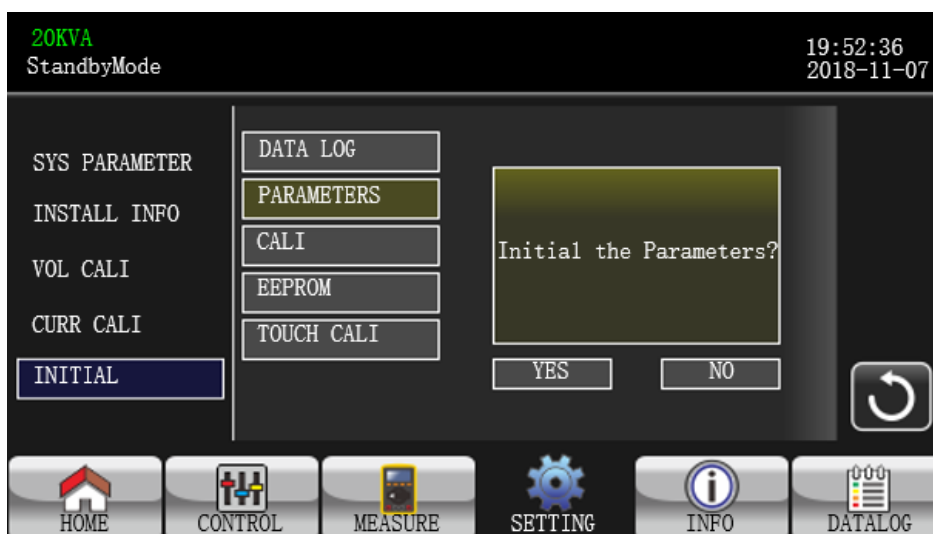 20KVA
StandbyMode
19:52:36
2018-11-07
SYS PARAMETER
INSTALL INFO
VOL CALI
CURR CALI
INITIAL
DATA LOG
PARAMETERS
CALI
EEPROM
TOUCH CALI
Initial the Parameters?
YES
NO
HOME
CONTROL
MEASURE
SETTING
INFO
DATALOG